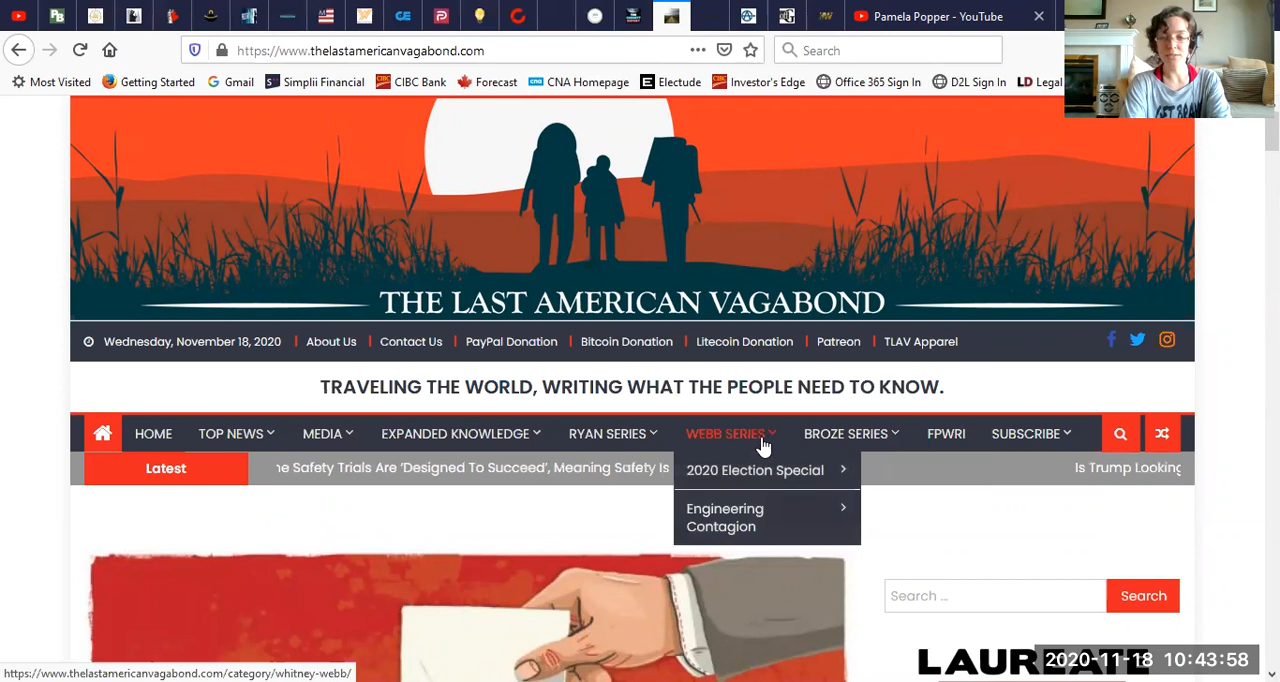 Pamela Popper - YouTube
https://www.thelastamericanvagabond.com
Search
Most Visited Getting Started Gmail Simplii Financial CIBC Bank Forecast CNA Homepage Electude Investor's Edge Office 365 Sign In D2L Sign In Legal
THE LAST AMERICAN VAGABOND
Wednesday, November 18, 2020 About Us Contact Us PayPal Donation Bitcoin Donation Litecoin Donation Patreon TLAV Apparel
TRAVELING THE WORLD, WRITING WHAT THE PEOPLE NEED TO KNOW.
HOME TOP NEWS MEDIA EXPANDED KNOWLEDGE RYAN SERIES WEBB SERIES BROZE SERIES FPWRI SUBSCRIBE
Latest he Safety Trials Are 'Designed To Succeed', Meaning Safety Is Is Trump Looking
2020 Election Special
Engineering
Contagion
Search ... Search
LAUREATE
2020-11-18 10:43:58
https://www.thelastamericanvagabond.com/category/whitney-webb/